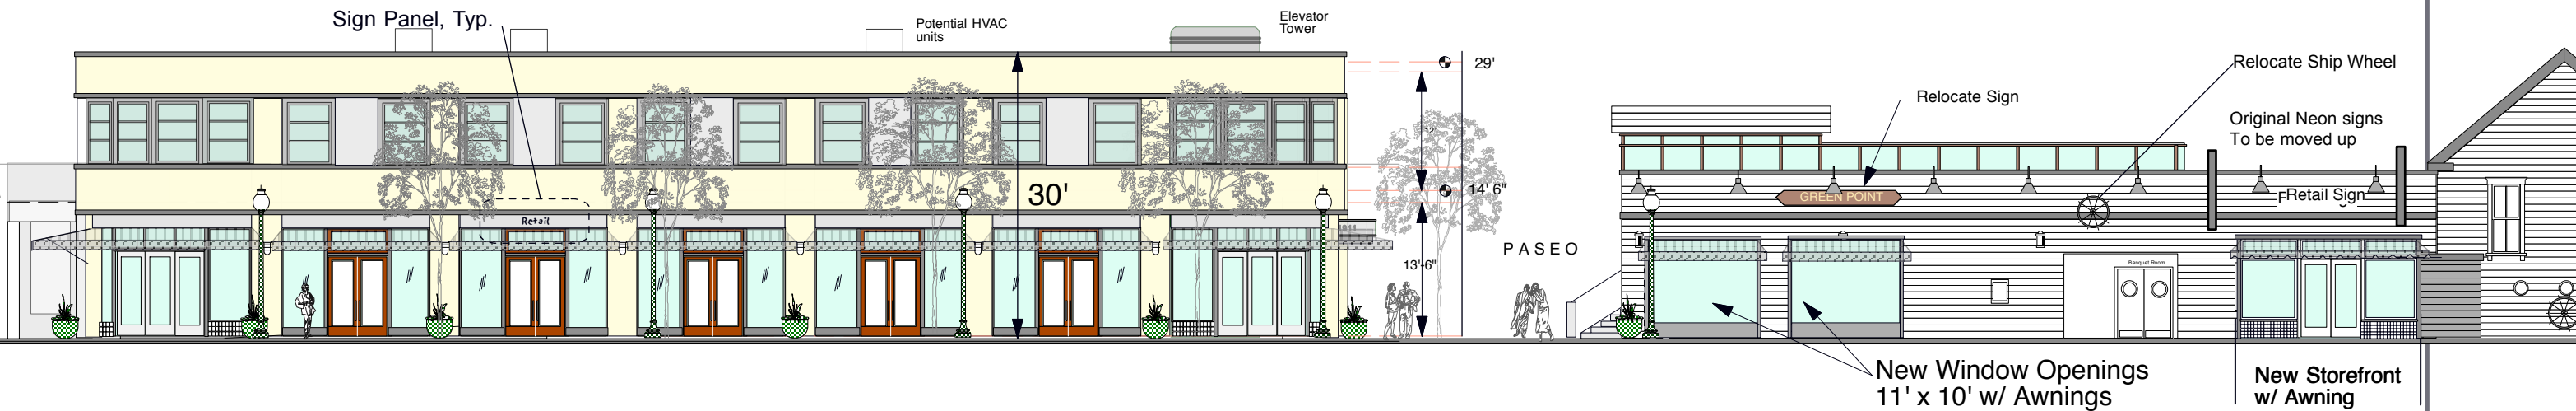 Sign Panel, Typ.
Potential HVAC
units
Elevator
Tower
29'
12'
30'
14' 6"
13'-6"
Retail
PASEO
Relocate Sign
GREEN POINT
Relocate Ship Wheel
Original Neon signs
To be moved up
Retail Sign
Banquet Room
New Window Openings
11' x 10' w/ Awnings
New Storefront
w/ Awning